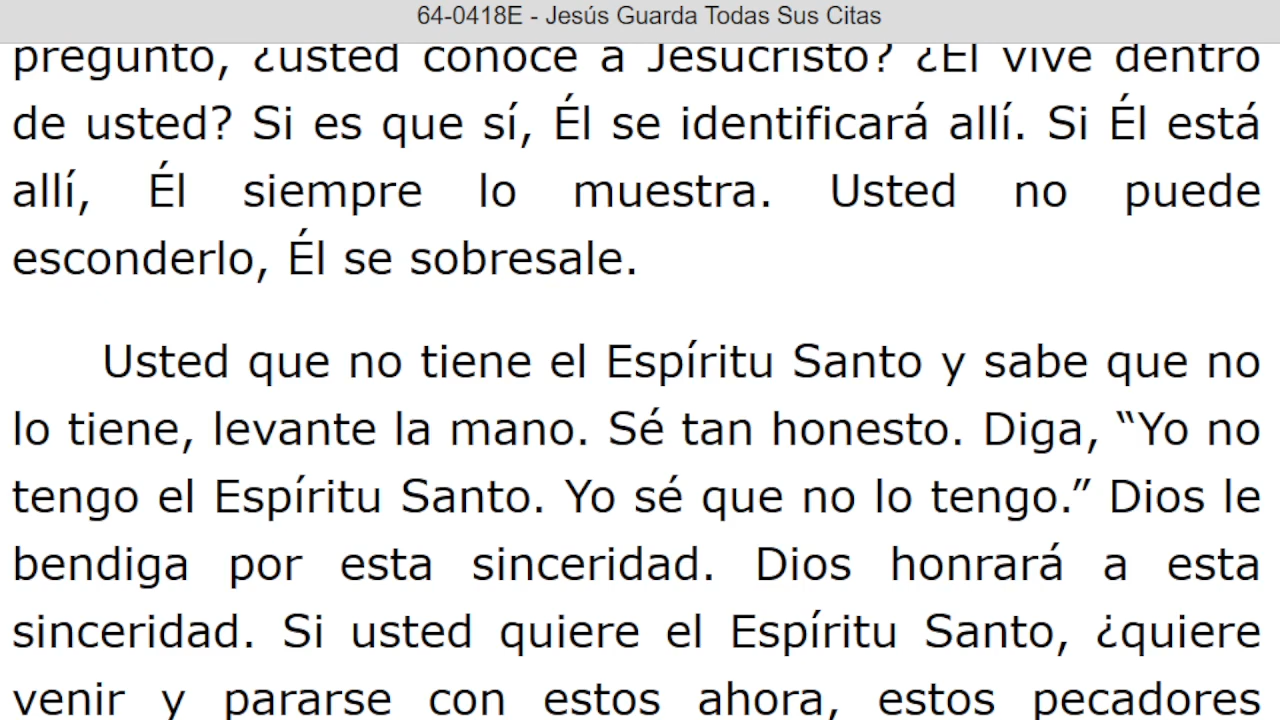 64-0418E - Jesús Guarda Todas Sus Citas
pregunto, ¿usted conoce a Jesucristo? ¿Él vive dentro
de usted? Si es que sí, Él se identificará allí. Si Él está
allí, Él siempre lo muestra. Usted no puede
esconderlo, Él se sobresale.
Usted que no tiene el Espíritu Santo y sabe que no
lo tiene, levante la mano. Sé tan honesto. Diga, “Yo no
tengo el Espíritu Santo. Yo sé que no lo tengo.” Dios le
bendiga por esta sinceridad. Dios honrará a esta
sinceridad. Si usted quiere el Espíritu Santo, ¿quiere
venir y pararse con estos ahora, estos pecadores